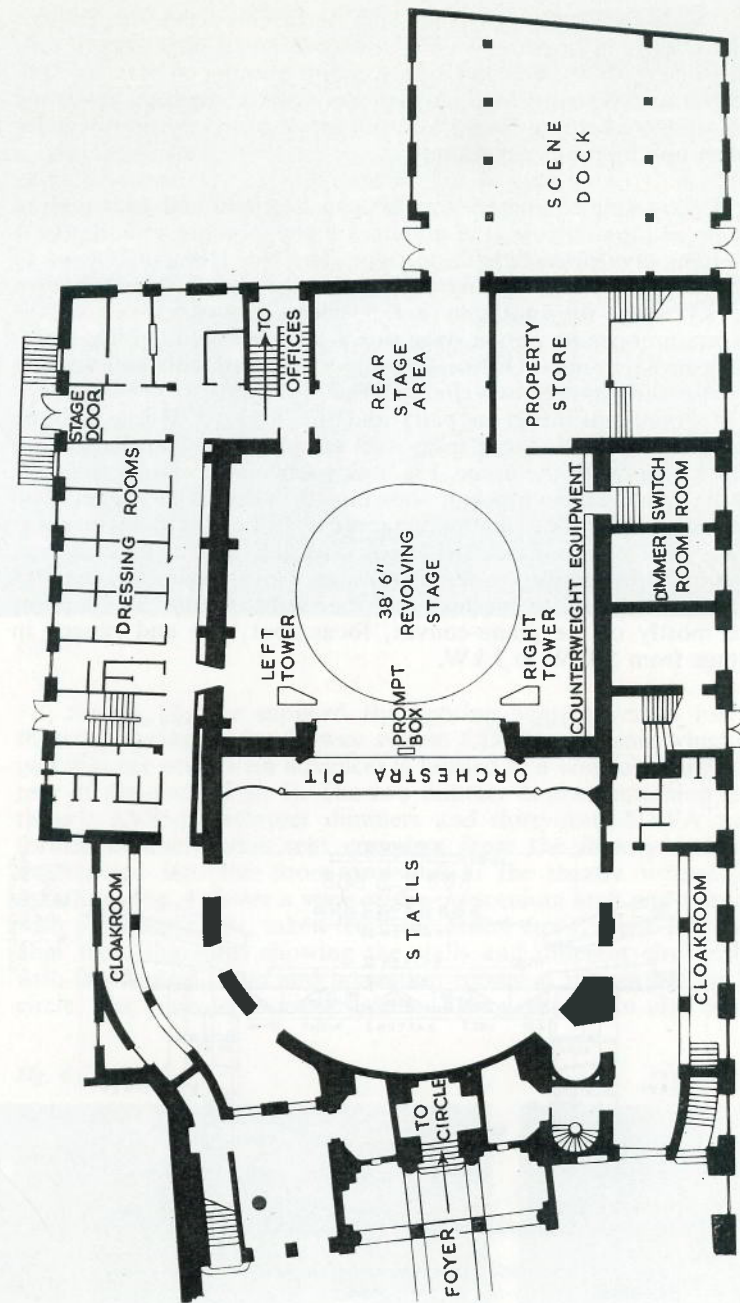 SCENE
DOCK
TO
OFFICES
STAGE
DOOR
REAR
STAGE
AREA
PROPERTY
STORE
DRESSING ROOMS
38' 6"
REVOLVING
STAGE
COUNTERWEIGHT EQUIPMENT
SWITCH
ROOM
DIMMER
ROOM
LEFT
TOWER
RIGHT
TOWER
PROMPT
BOX
ORCHESTRA PIT
STALLS
CLOAKROOM
CLOAKROOM
TO
CIRCLE
FOYER